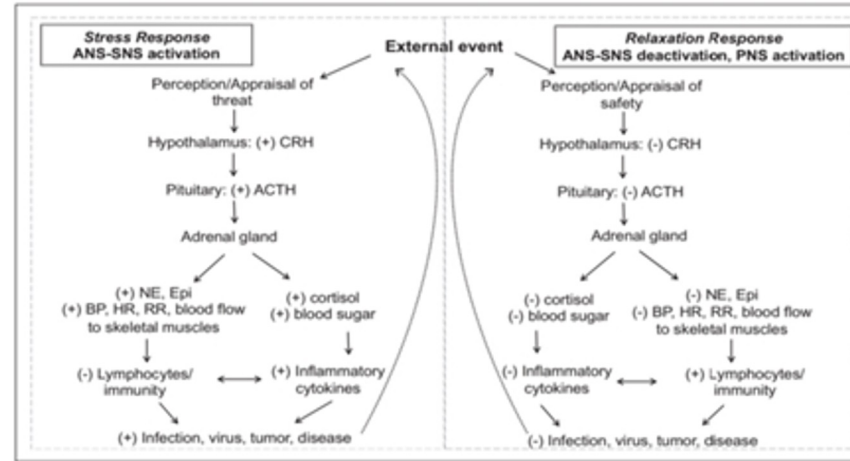 Stress Response
ANS-SNS activation
External event
Relaxation Response
ANS-SNS deactivation, PNS activation
Perception/Appraisal of
threat
Hypothalamus: (+) CRH
Pituitary: (+) ACTH
Adrenal gland
(+) NE, Epi
(+) BP, HR, RR, blood flow
to skeletal muscles
(+) cortisol
(+) blood sugar
(-) Lymphocytes/
immunity
(+) Inflammatory
cytokines
(+) Infection, virus, tumor, disease
Perception/Appraisal of
safety
Hypothalamus: (-) CRH
Pituitary: (-) ACTH
Adrenal gland
(-) cortisol
(-) blood sugar
(-) NE, Epi
(-) BP, HR, RR, blood flow
to skeletal muscles
(-) Inflammatory
cytokines
(+) Lymphocytes/
immunity
(-) Infection, virus, tumor, disease